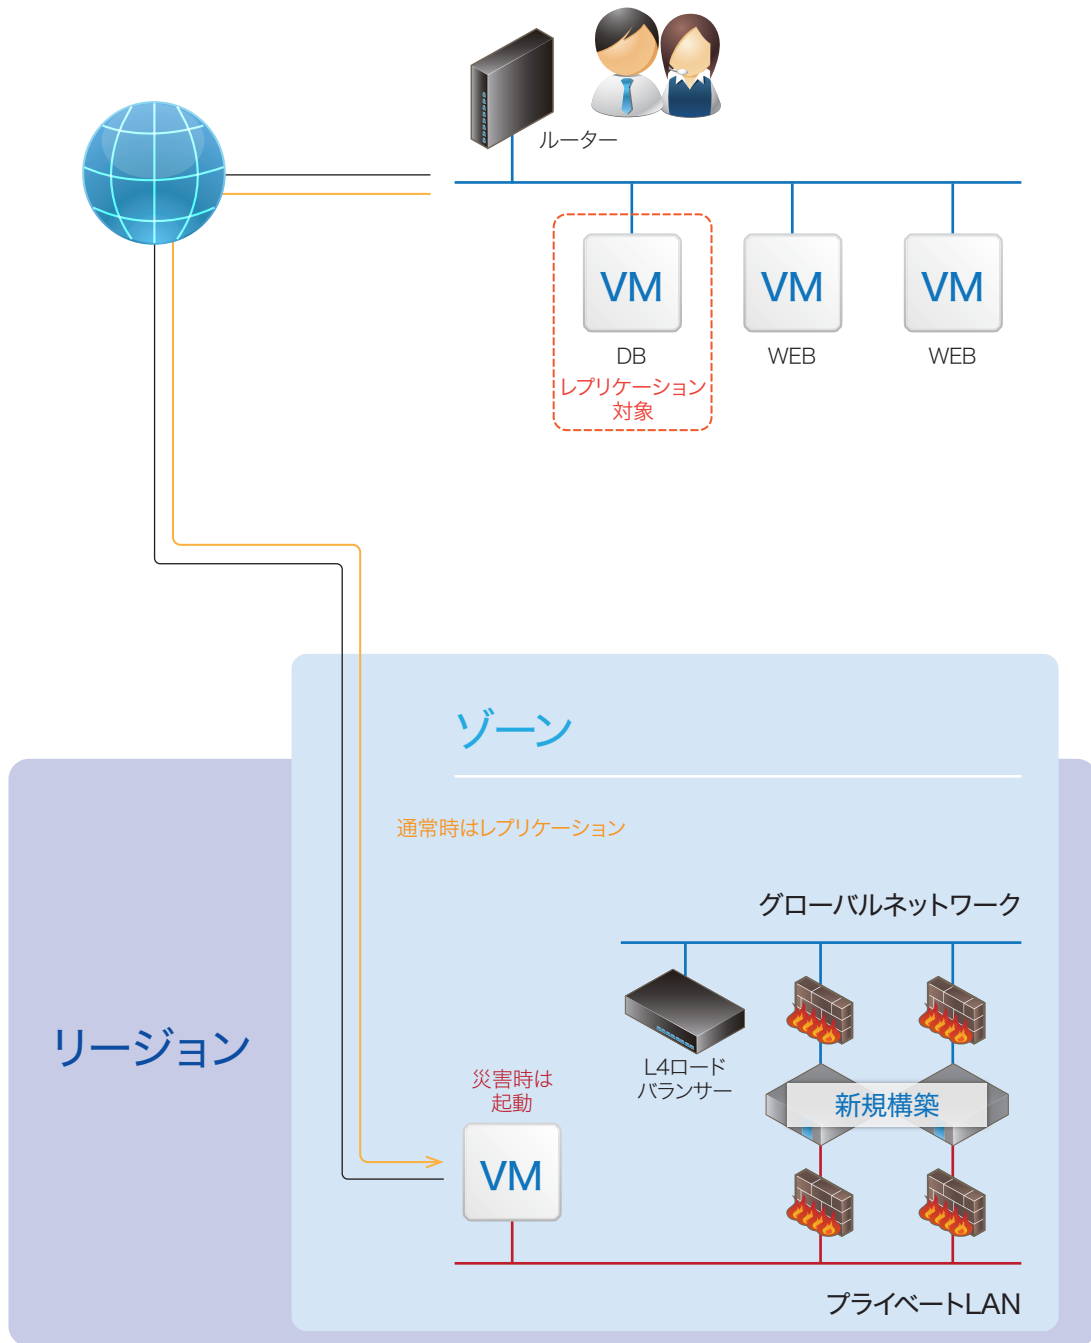 ルーター
VM
VM
VM
DB
WEB
WEB
レプリケーション
対象
ゾーン
通常時はレプリケーション
グローバルネットワーク
リージョン
L4ロード
バランサー
災害時は
起動
新規構築
VM
プライベートLAN